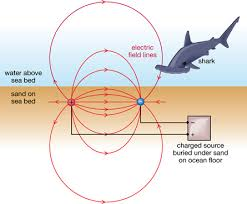 electric
field lines
shark
water above
sea bed
sand on
sea bed
+
−
charged source
buried under sand
on ocean floor